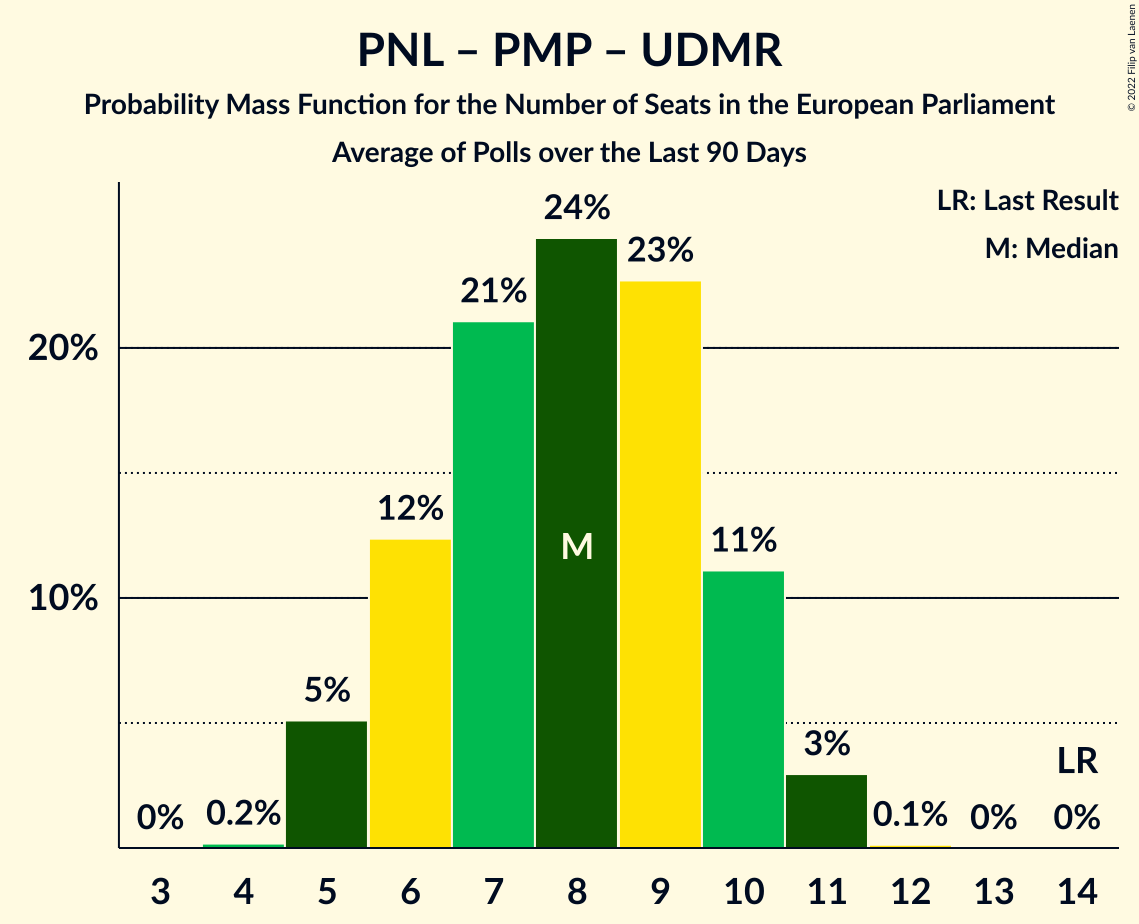 PNL – PMP – UDMR
Probability Mass Function for the Number of Seats in the European Parliament
Average of Polls over the Last 90 Days
© 2022 Filip van Laenen
LR: Last Result
M: Median
20%
10%
0%
0.2%
5%
12%
21%
24%
M
23%
11%
3%
0.1%
0%
LR
0%
3 4 5 6 7 8 9 10 11 12 13 14